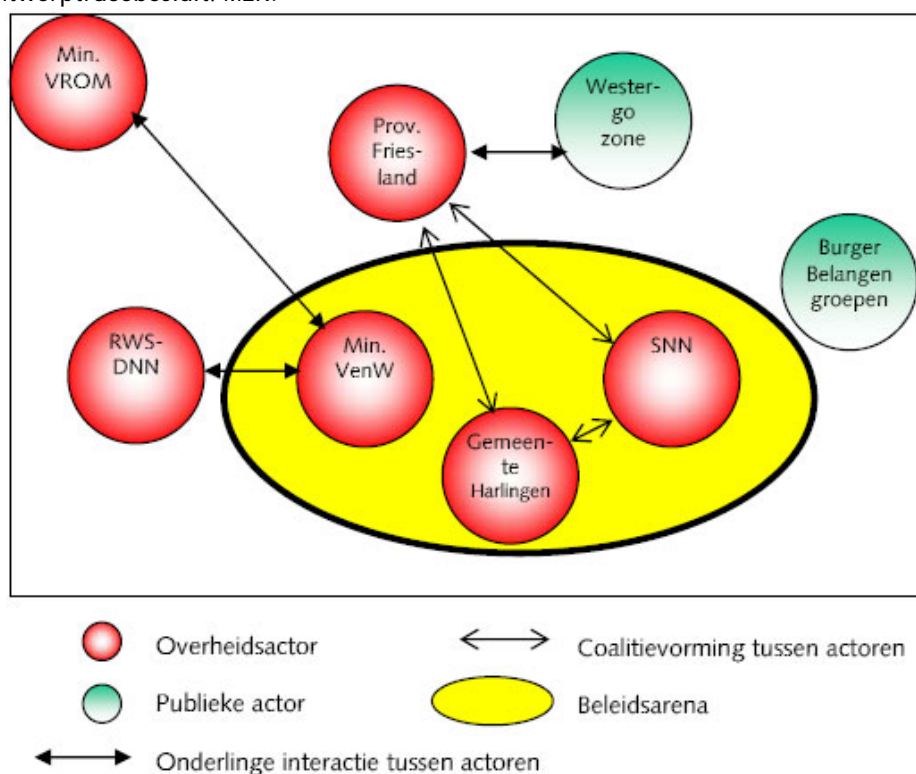 Min.
VROM
Prov.
Fries-
land
Wester-
go
zone
Burger
Belangen
groepen
RWS-
DNN
Min.
VenW
SNN
Gemeen-
te
Harlingen
Overheidsactor
Coalitievorming tussen actoren
Publieke actor
Beleidsarena
Onderlinge interactie tussen actoren